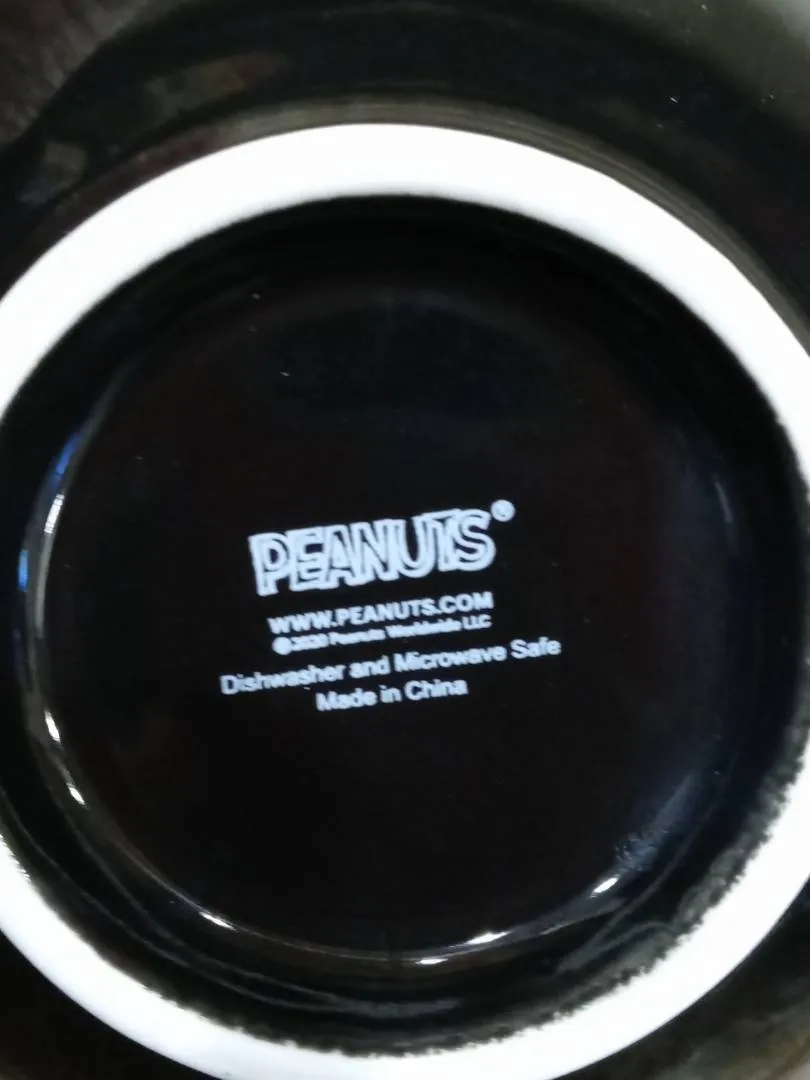 PEANUTS®
WWW.PEANUTS.COM
©2020 Peanuts Worldwide LLC
Dishwasher and Microwave Safe
Made in China